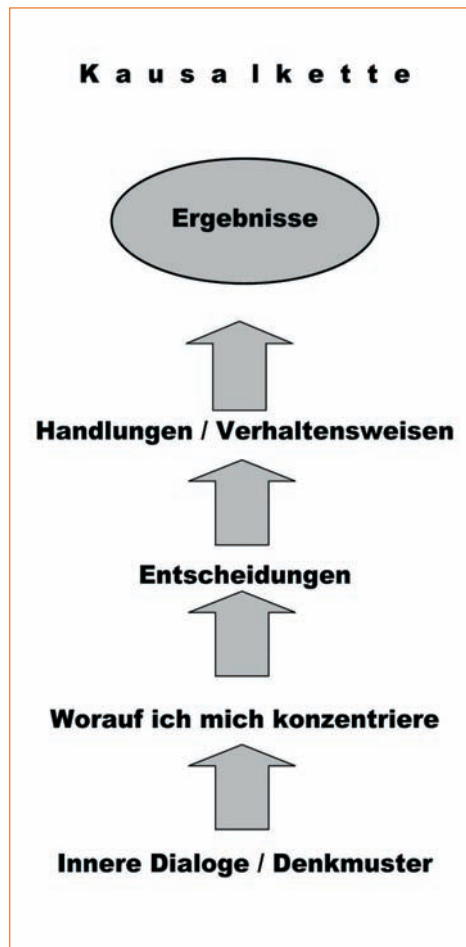 Kausalkette
Ergebnisse
Handlungen / Verhaltensweisen
Entscheidungen
Worauf ich mich konzentriere
Innere Dialoge / Denkmuster